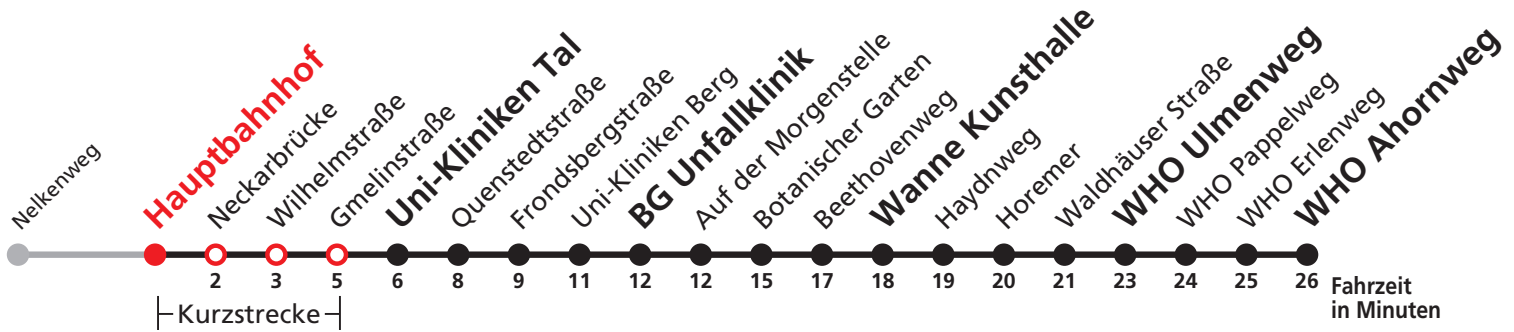 Nelkenweg
Hauptbahnhof
Neckarbrücke
Wilhelmstraße
Gmelinstraße
Uni-Kliniken Tal
Quenstedtstraße
Frondsbergstraße
Uni-Kliniken Berg
BG Unfallklinik
Auf der Morgenstelle
Botanischer Garten
Beethovenweg
Wanne Kunsthalle
Haydnweg
Horemer
Waldhäuser Straße
WHO Ulmenweg
WHO Pappelweg
WHO Erlenweg
WHO Ahornweg
2 3 5 6 8 9 11 12 12 15 17 18 19 20 21 23 24 25 26
Fahrzeit
in Minuten
Kurzstrecke